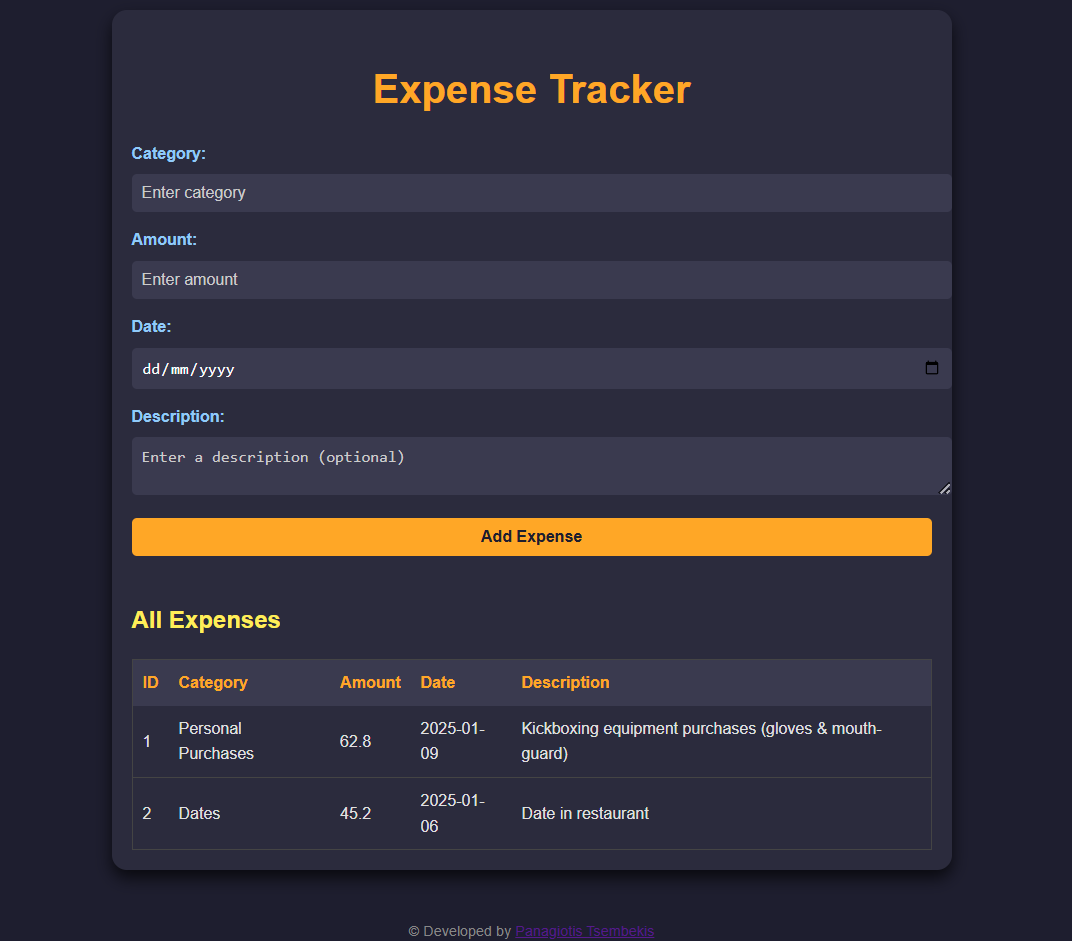 Expense Tracker
Category:
Enter category
Amount:
Enter amount
Date:
dd/mm/yyyy
Description:
Enter a description (optional)
Add Expense
All Expenses
ID Category Amount Date Description
1 Personal Purchases 62.8 2025-01-09 Kickboxing equipment purchases (gloves & mouth-guard)
2 Dates 45.2 2025-01-06 Date in restaurant
© Developed by Panagiotis Tsembekis